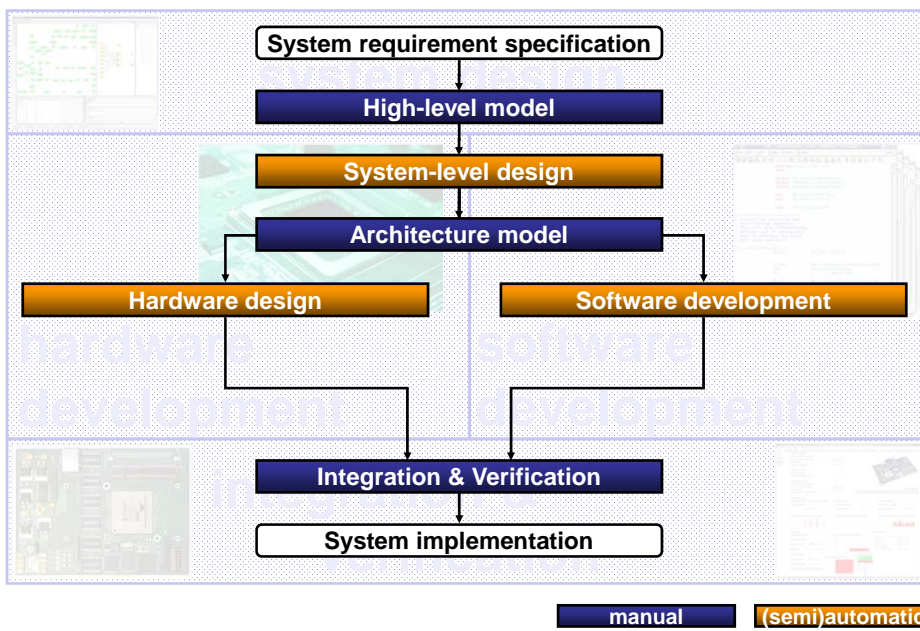 System requirement specification
system design
High-level model
System-level design
Architecture model
Hardware design
Software development
hardware
development
software
development
Integration & Verification
integration &
System implementation
verification
manual
(semi)automatic